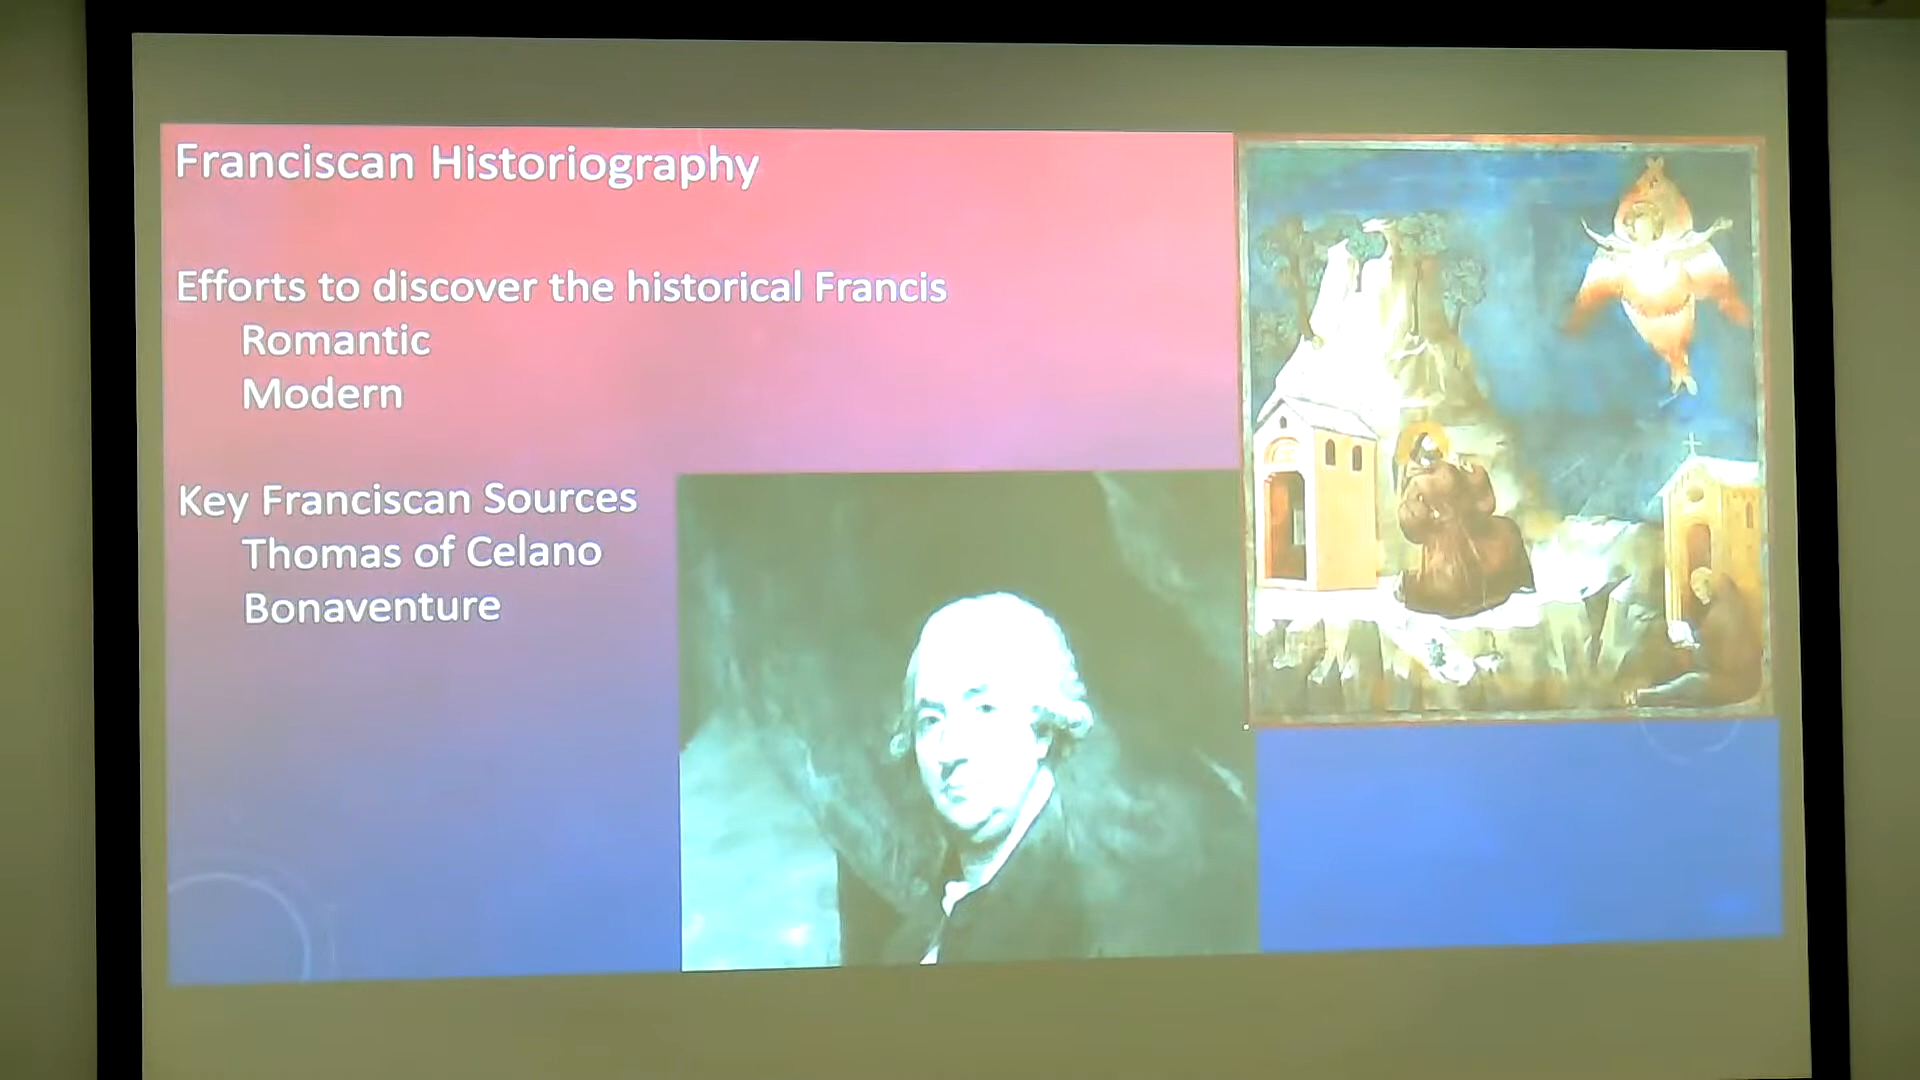 Franciscan Historiography
Efforts to discover the historical Francis
Romantic
Modern
Key Franciscan Sources
Thomas of Celano
Bonaventure